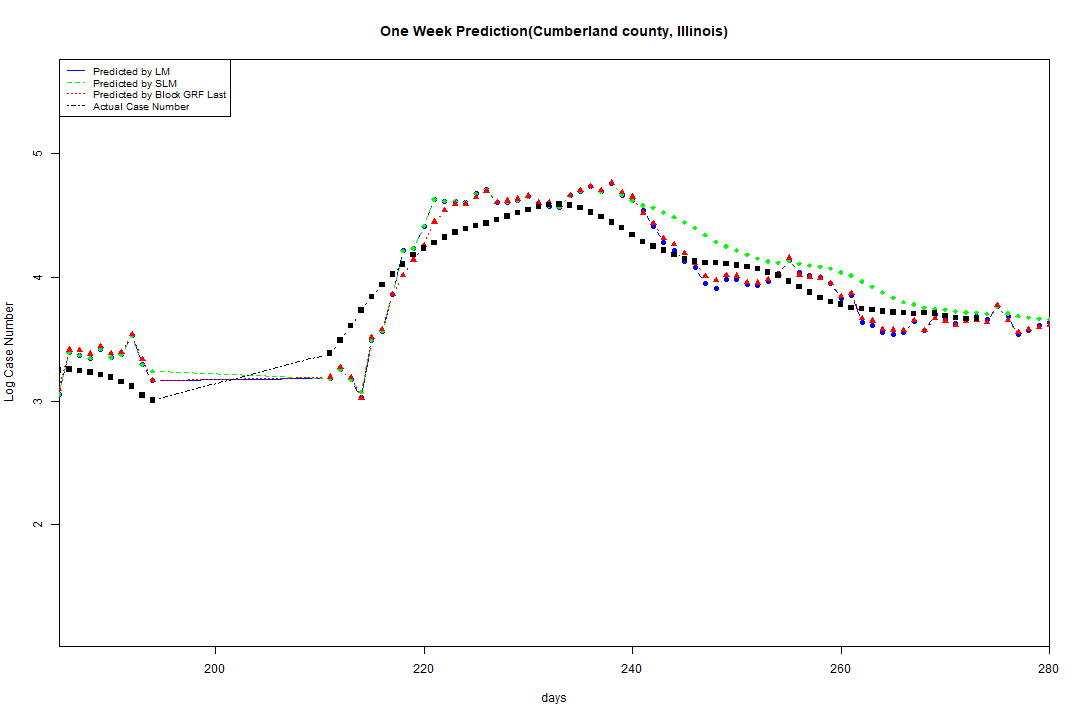 One Week Prediction(Cumberland county, Illinois)
Predicted by LM
Predicted by SLM
Predicted by Block GRF Last
Actual Case Number
5
4
3
2
Log Case Number
200 220 240 260 280
days